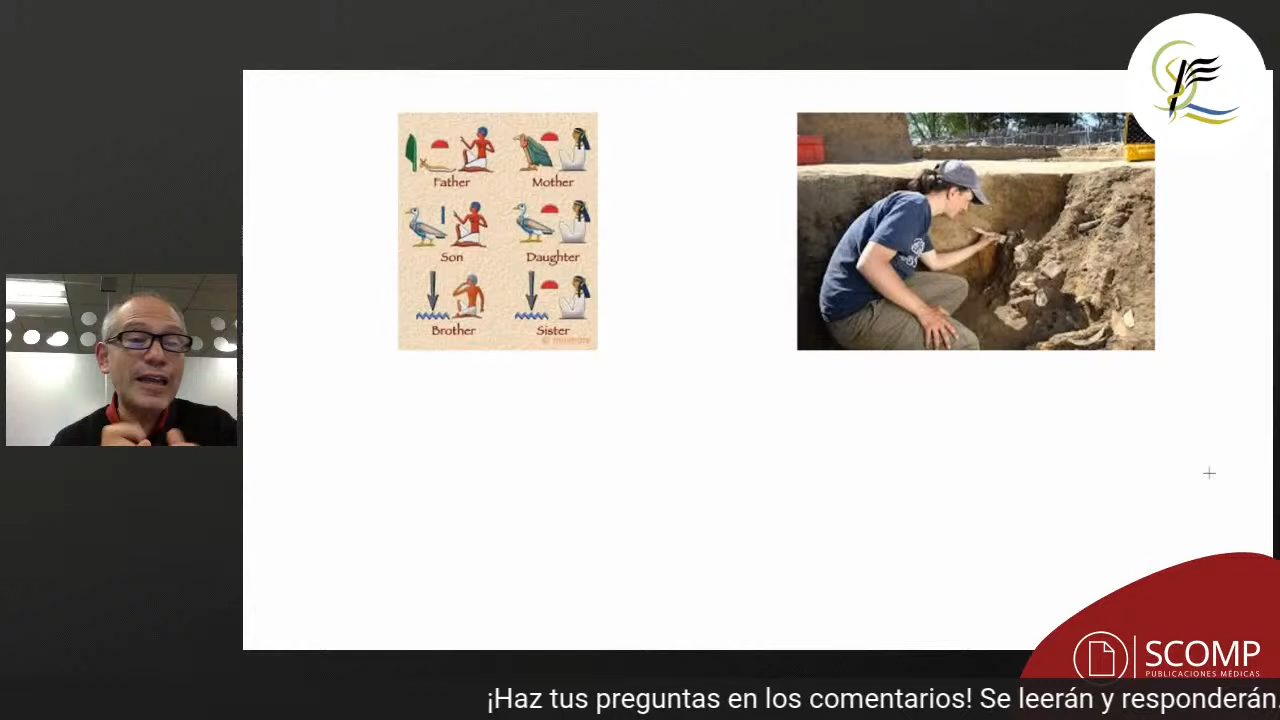 Father
Mother
Son
Daughter
Brother
Sister
SCOMP
PUBLICACIONES MÉDICAS
¡Haz tus preguntas en los comentarios! Se leerán y responderán